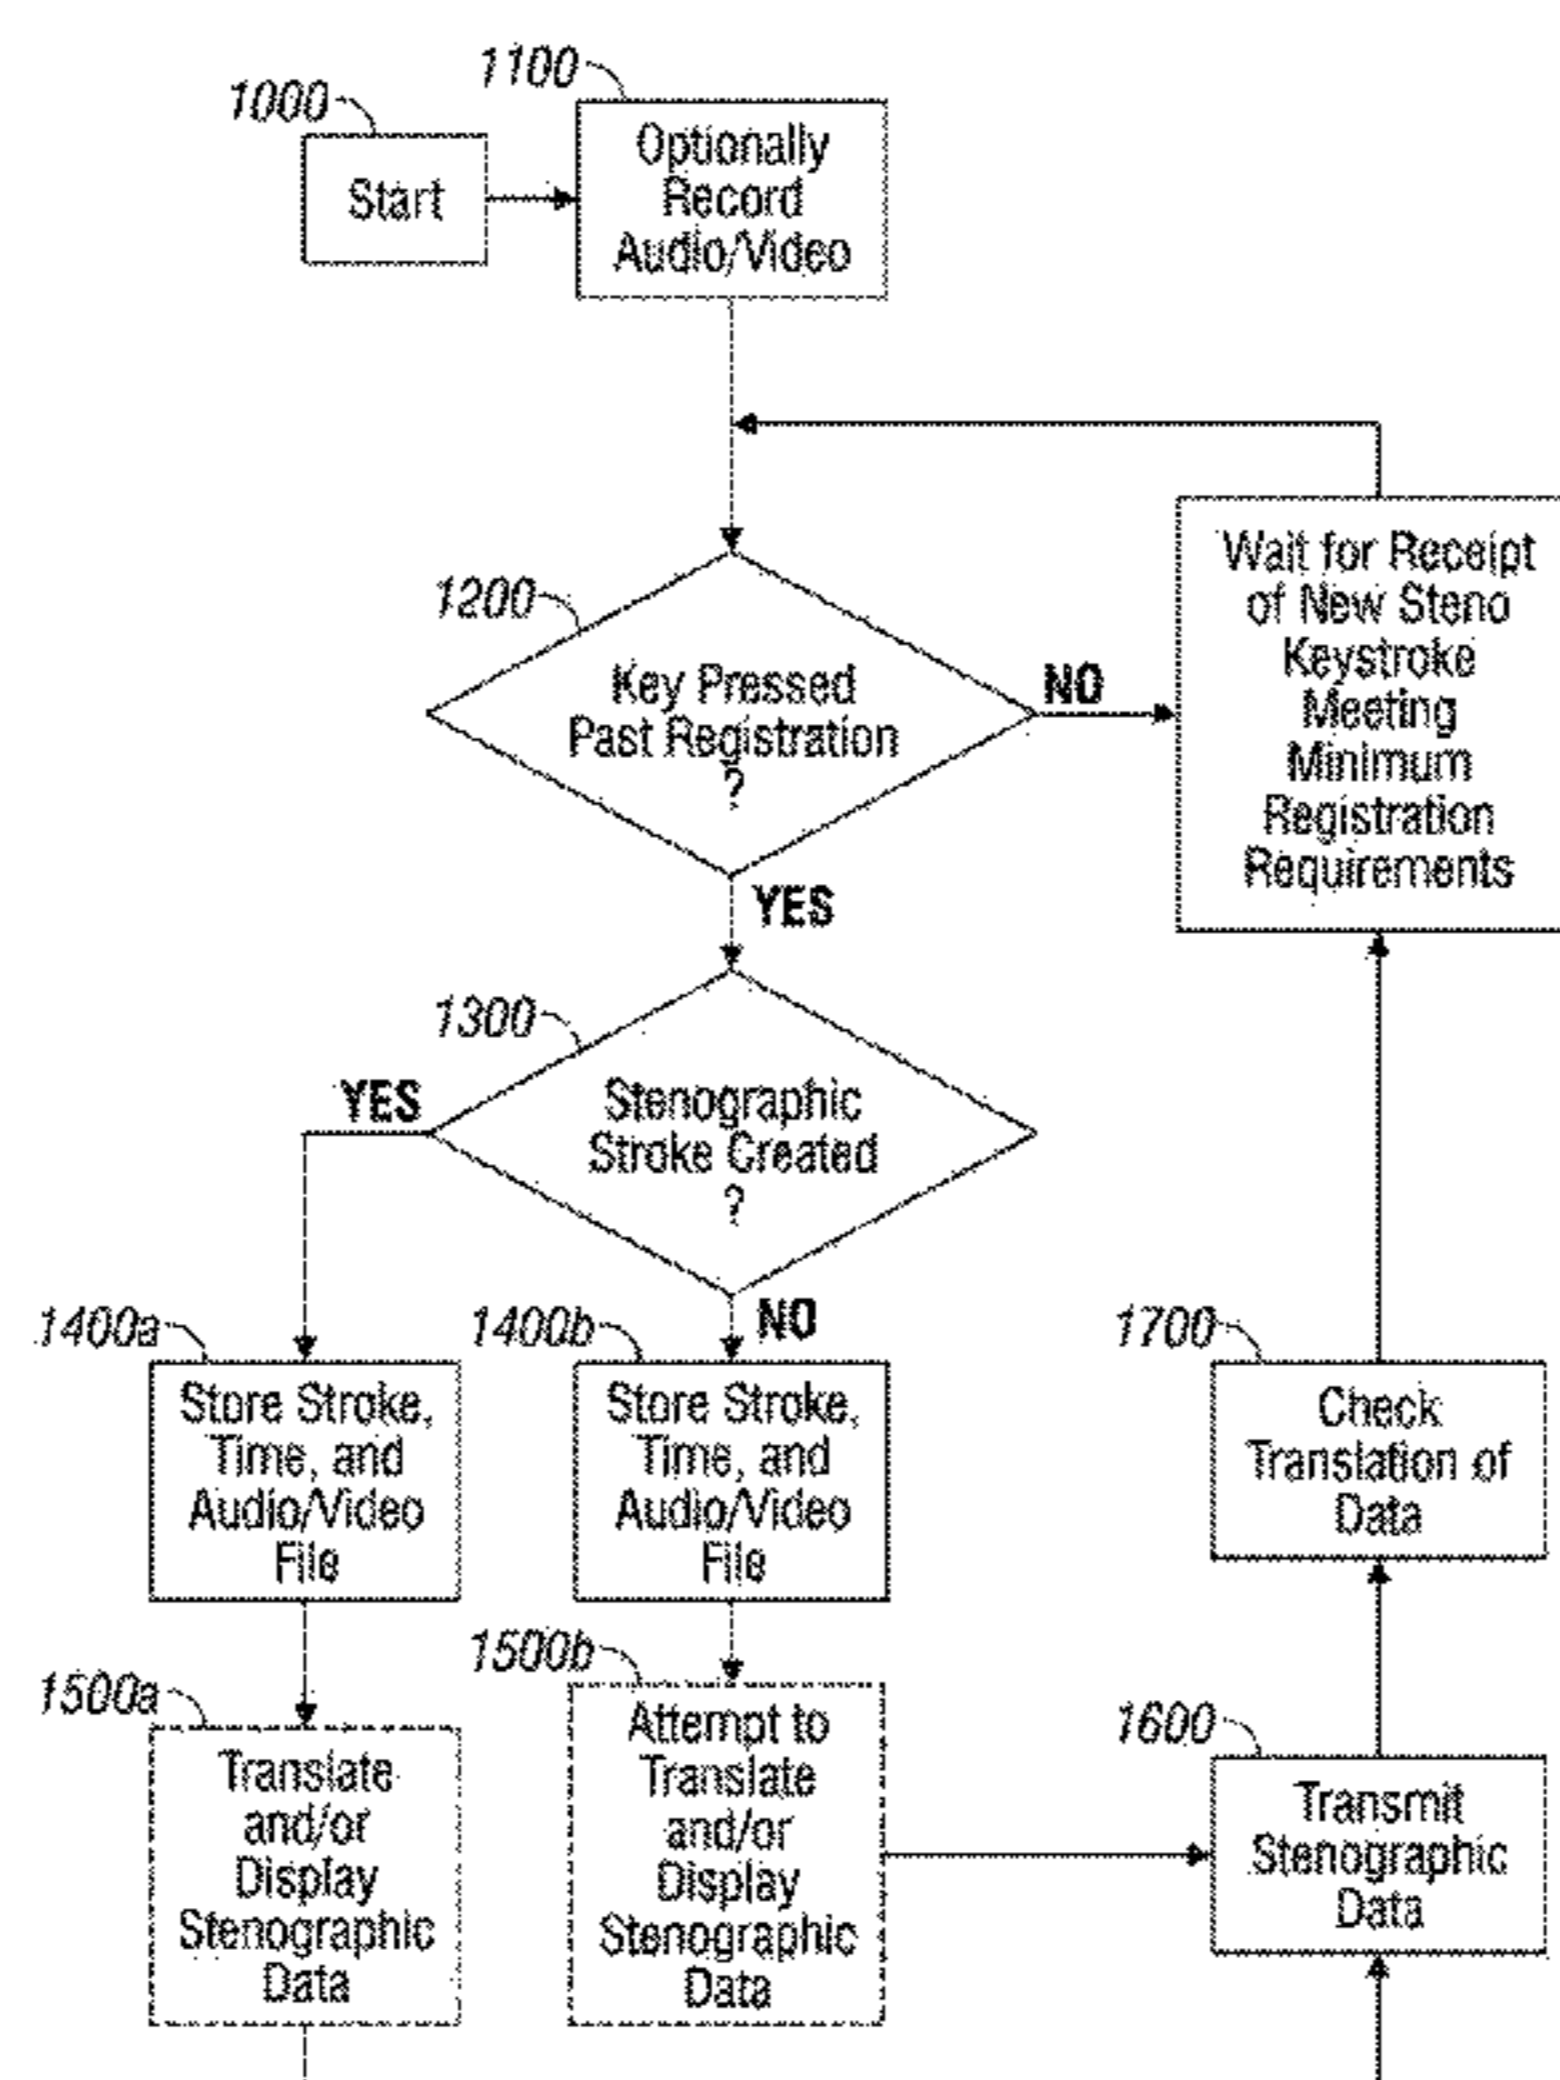 1100
1000
Optionally
Record
Audio/Video
Start
Wait for Receipt
of New Steno
Keystroke
Meeting
Minimum
Registration
Requirements
1200
Key Pressed
Past Registration
?
NO
YES
1300
YES
Stenographic
Stroke Created
?
NO
1400a
Store Stroke,
Time, and
Audio/Video
File
1400b
Store Stroke,
Time, and
Audio/Video
File
1700
Check
Translation of
Data
1500a
Translate
and/or
Display
Stenographic
Data
1500b
Attempt to
Translate
and/or
Display
Stenographic
Data
1600
Transmit
Stenographic
Data